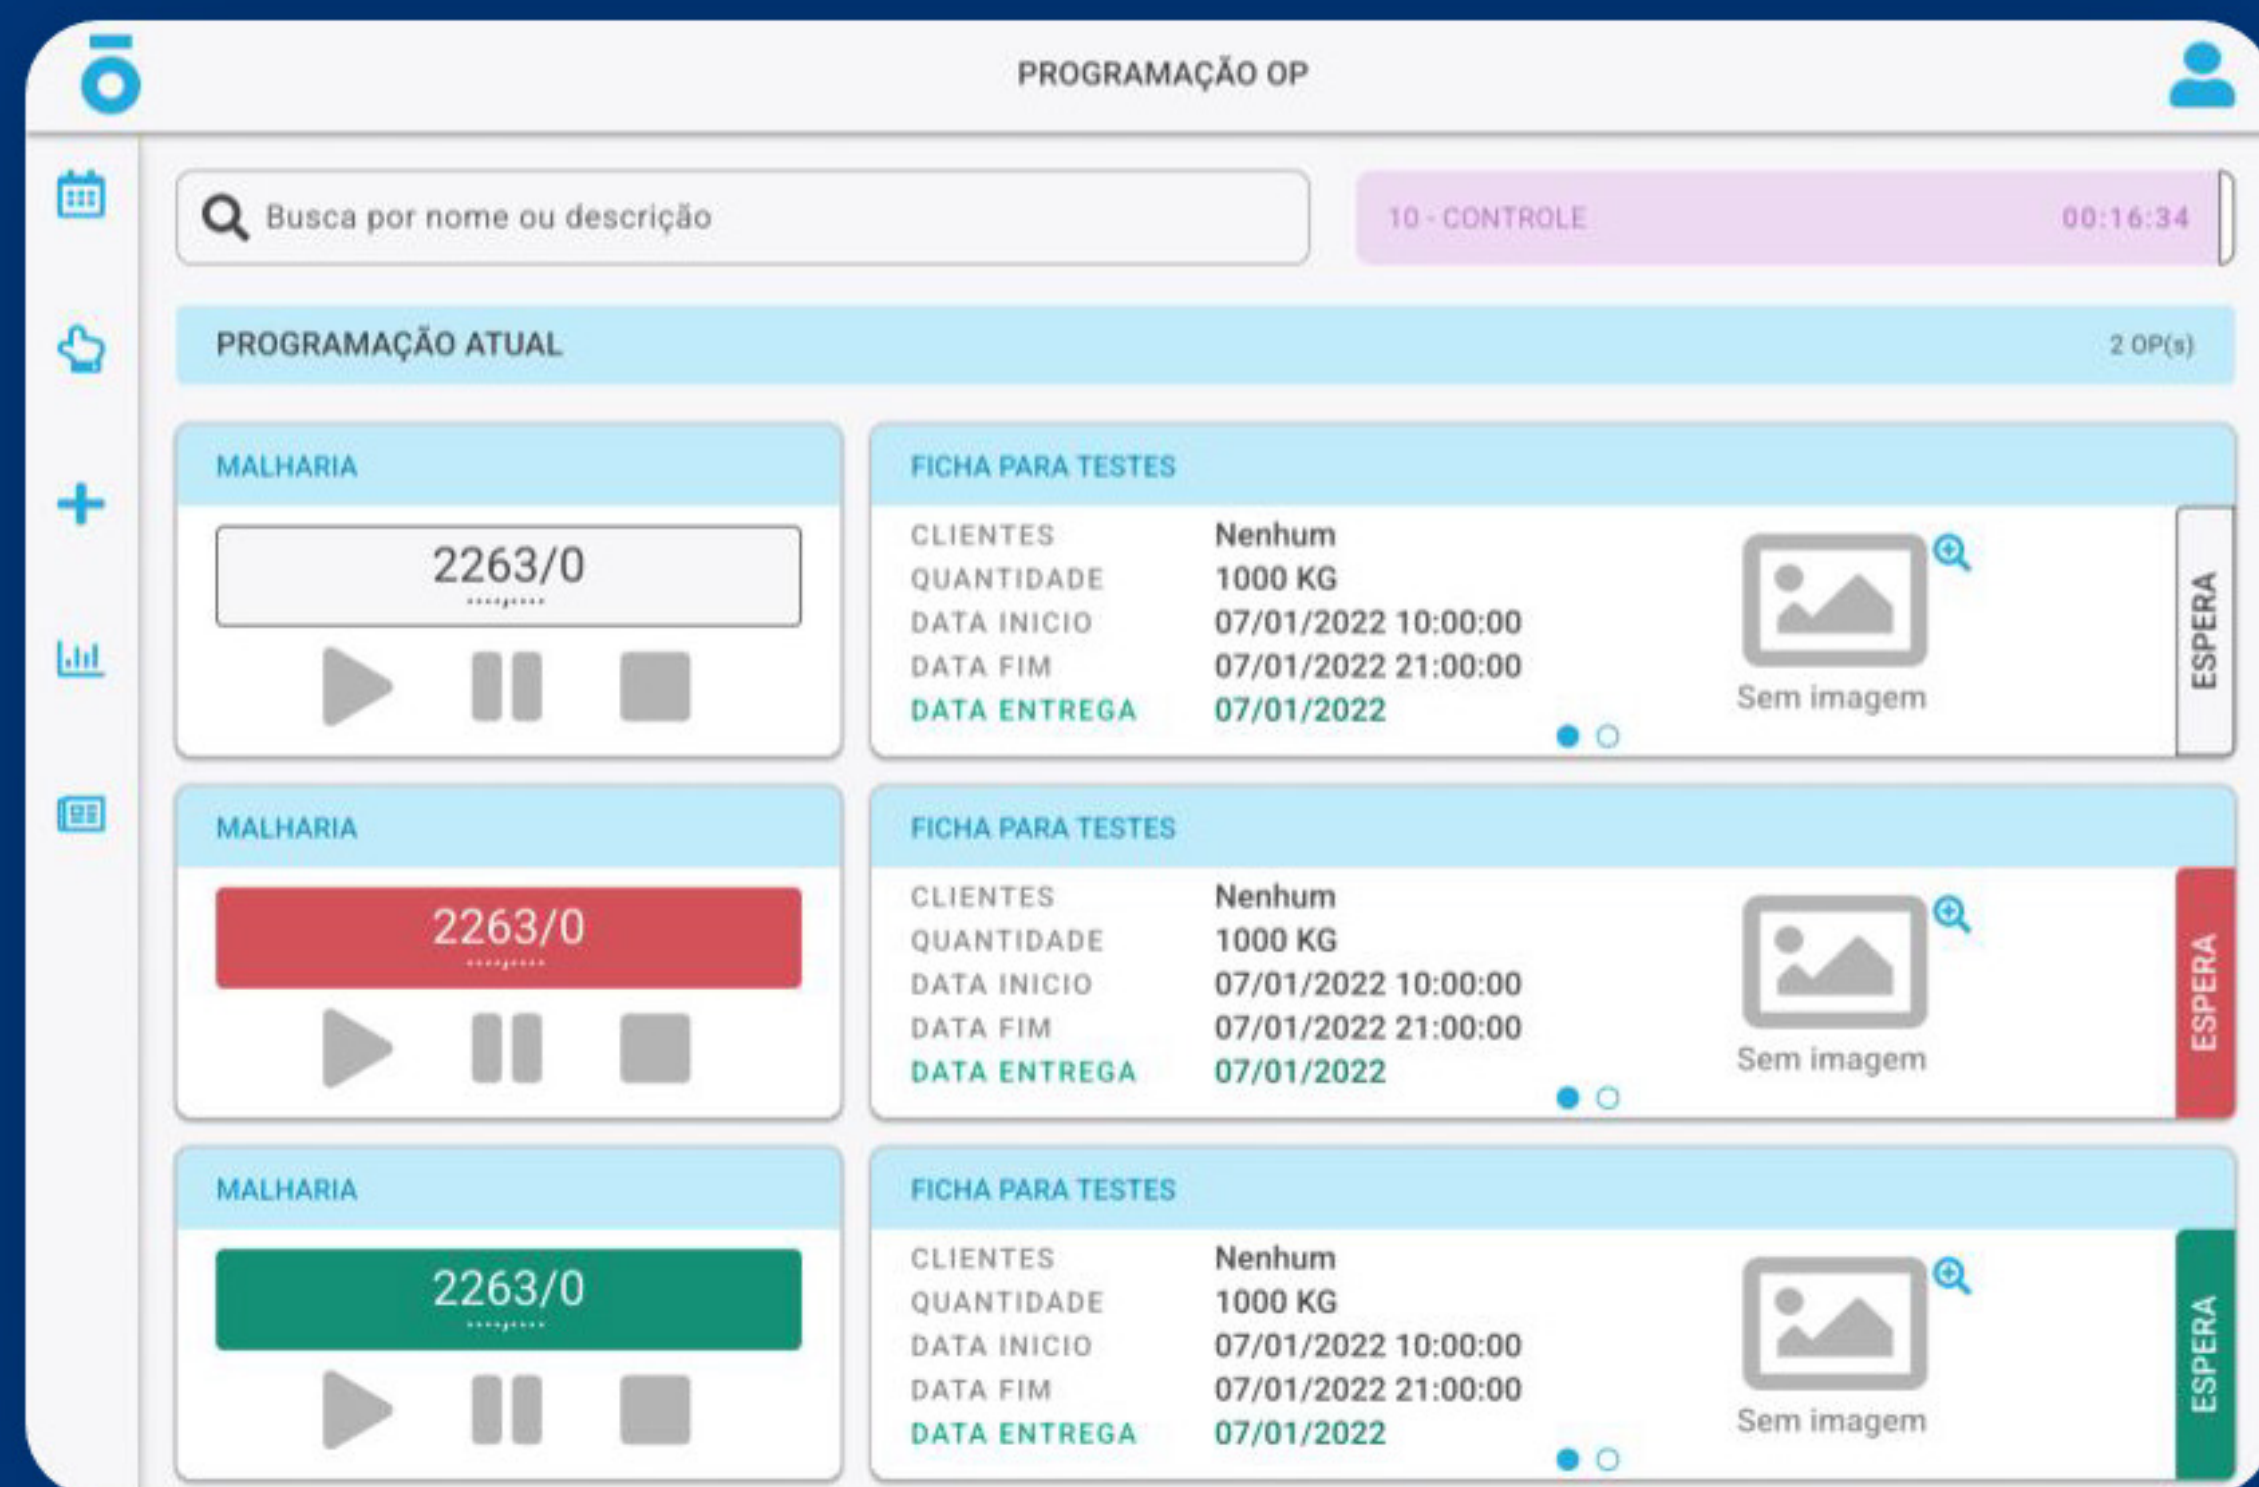 PROGRAMAÇÃO OP
Busca por nome ou descrição
10 - CONTROLE 00:16:34
PROGRAMAÇÃO ATUAL 2 OP(s)
MALHARIA
2263/0
FICHA PARA TESTES
CLIENTES Nenhum
QUANTIDADE 1000 KG
DATA INICIO 07/01/2022 10:00:00
DATA FIM 07/01/2022 21:00:00
DATA ENTREGA 07/01/2022
Sem imagem
ESPERA
MALHARIA
2263/0
FICHA PARA TESTES
CLIENTES Nenhum
QUANTIDADE 1000 KG
DATA INICIO 07/01/2022 10:00:00
DATA FIM 07/01/2022 21:00:00
DATA ENTREGA 07/01/2022
Sem imagem
ESPERA
MALHARIA
2263/0
FICHA PARA TESTES
CLIENTES Nenhum
QUANTIDADE 1000 KG
DATA INICIO 07/01/2022 10:00:00
DATA FIM 07/01/2022 21:00:00
DATA ENTREGA 07/01/2022
Sem imagem
ESPERA